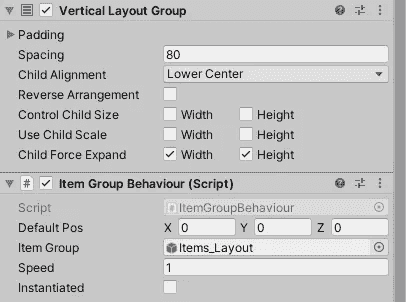 Vertical Layout Group
Padding
Spacing 80
Child Alignment Lower Center
Reverse Arrangement
Control Child Size Width Height
Use Child Scale Width Height
Child Force Expand Width Height
Item Group Behaviour (Script)
Script ItemGroupBehaviour
Default Pos X 0 Y 0 Z 0
Item Group Items_Layout
Speed 1
Instantiated